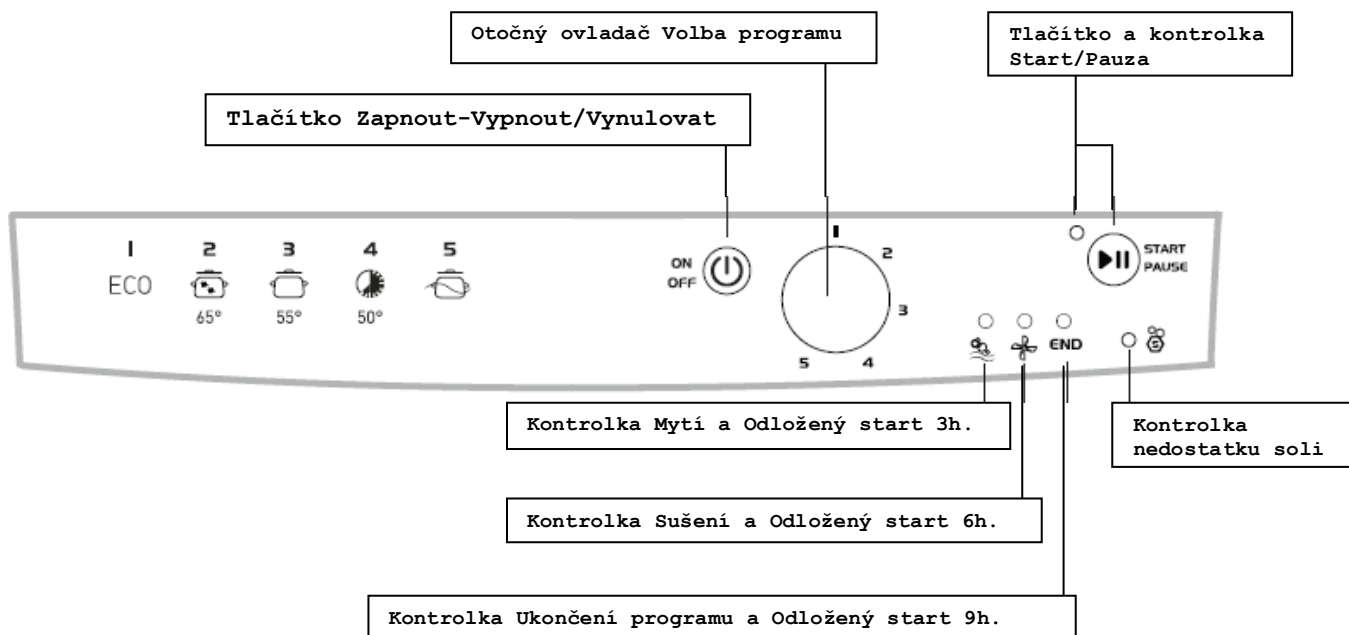 Otočný ovladač Volba programu
Tlačítko a kontrolka
Start/Pauza
Tlačítko Zapnout-Vypnout/Vynulovat
1 2 3 4 5
ECO
65° 55° 50°
ON
OFF
1
2
3
4
5
START
PAUSE
END
S
Kontrolka Mytí a Odložený start 3h.
Kontrolka
nedostatku soli
Kontrolka Sušení a Odložený start 6h.
Kontrolka Ukončení programu a Odložený start 9h.